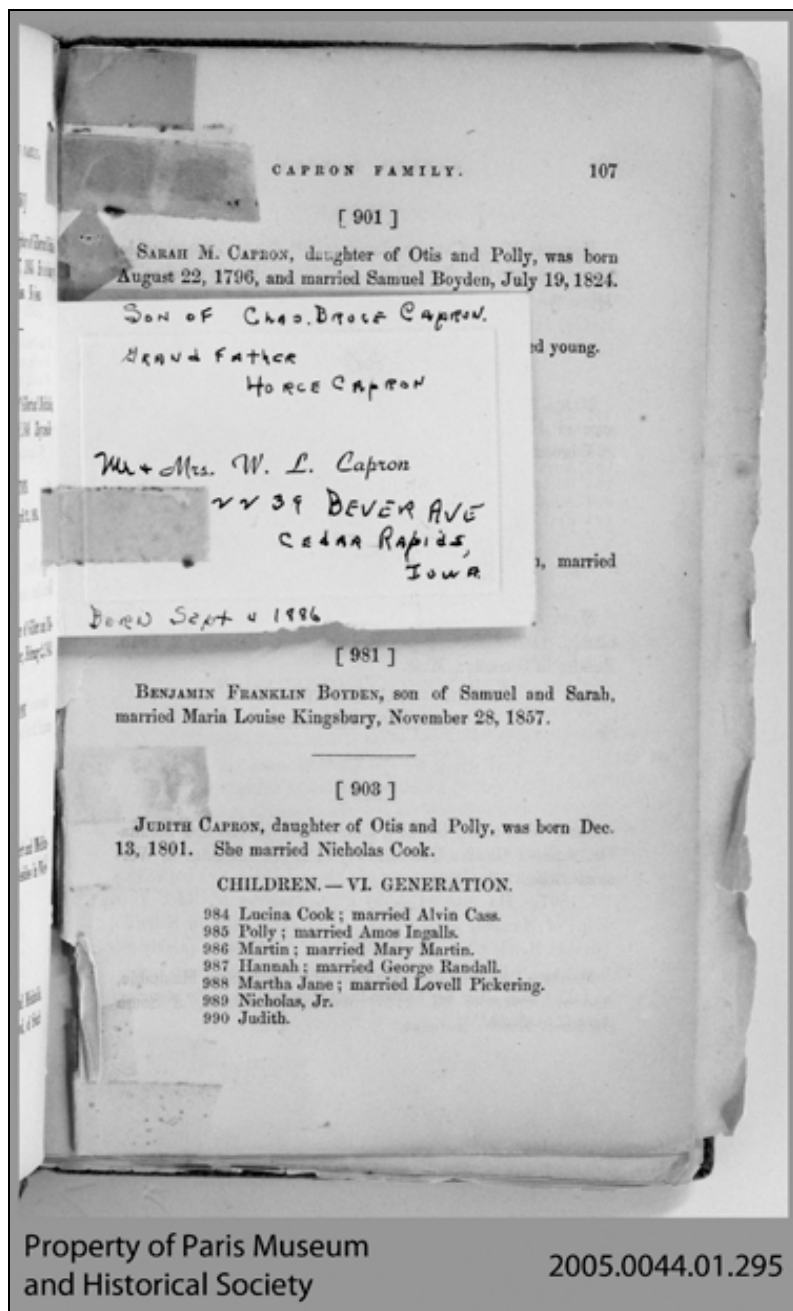 CAPRON FAMILY. 107
[ 901 ]
SARAH M. CAPRON, daughter of Otis and Polly, was born
August 22, 1796, and married Samuel Boyden, July 19, 1824.
SON OF CHAS. BRUCE CAPRON.
ed young.
GRAND FATHER
HORCE CAPRON
Mr + Mrs. W. L. Capron
2239 BEVER AVE
CEDAR RAPIDS,
married
IOWA
BORN Sept 1886
[ 981 ]
BENJAMIN FRANKLIN BOYDEN, son of Samuel and Sarah,
married Maria Louise Kingsbury, November 28, 1857.
[ 903 ]
JUDITH CAPRON, daughter of Otis and Polly, was born Dec.
13, 1801. She married Nicholas Cook.
CHILDREN. — VI. GENERATION.
984 Lucina Cook ; married Alvin Cass.
985 Polly ; married Amos Ingalls.
986 Martin ; married Mary Martin.
987 Hannah ; married George Randall.
988 Martha Jane ; married Lovell Pickering.
989 Nicholas, Jr.
990 Judith.
Property of Paris Museum
and Historical Society
2005.0044.01.295